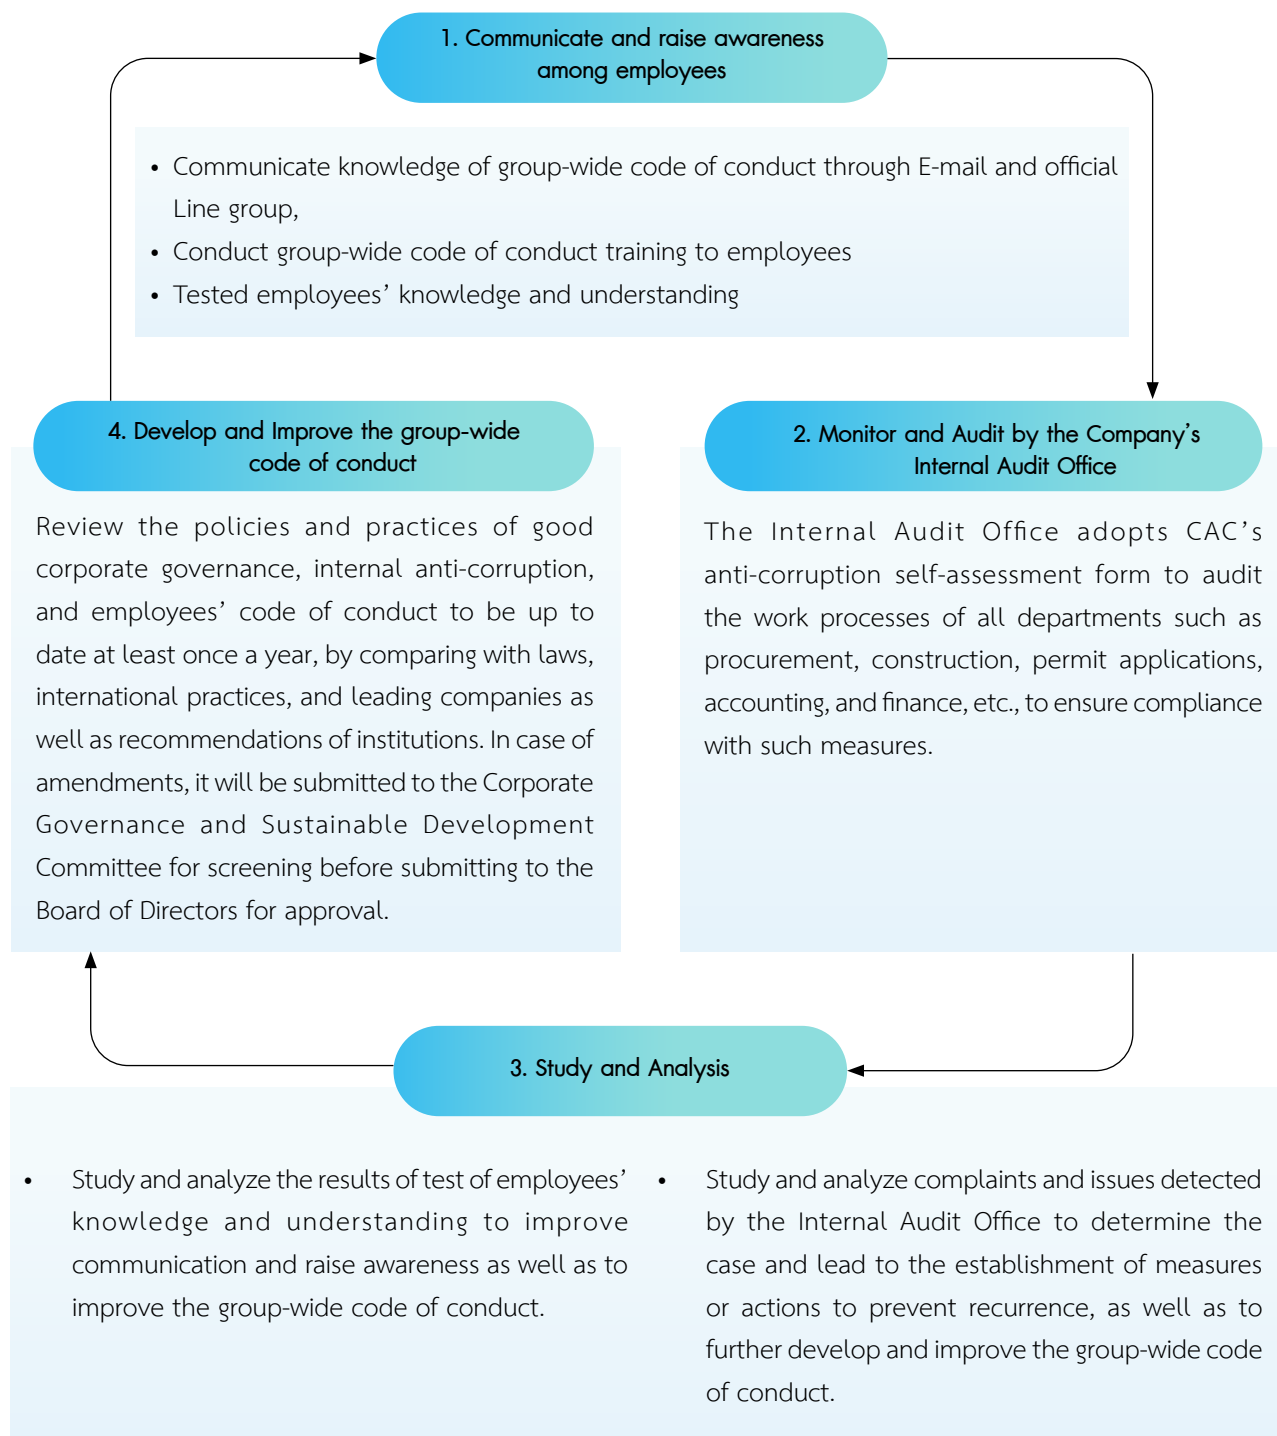 1. Communicate and raise awareness
among employees
• Communicate knowledge of group-wide code of conduct through E-mail and official
Line group,
• Conduct group-wide code of conduct training to employees
• Tested employees’ knowledge and understanding
2. Monitor and Audit by the Company’s
Internal Audit Office
The Internal Audit Office adopts CAC’s
anti-corruption self-assessment form to audit
the work processes of all departments such as
procurement, construction, permit applications,
accounting, and finance, etc., to ensure compliance
with such measures.
3. Study and Analysis
• Study and analyze the results of test of employees’
knowledge and understanding to improve
communication and raise awareness as well as to
improve the group-wide code of conduct.
• Study and analyze complaints and issues detected
by the Internal Audit Office to determine the
case and lead to the establishment of measures
or actions to prevent recurrence, as well as to
further develop and improve the group-wide code
of conduct.
4. Develop and Improve the group-wide
code of conduct
Review the policies and practices of good
corporate governance, internal anti-corruption,
and employees’ code of conduct to be up to
date at least once a year, by comparing with laws,
international practices, and leading companies as
well as recommendations of institutions. In case of
amendments, it will be submitted to the Corporate
Governance and Sustainable Development
Committee for screening before submitting to the
Board of Directors for approval.